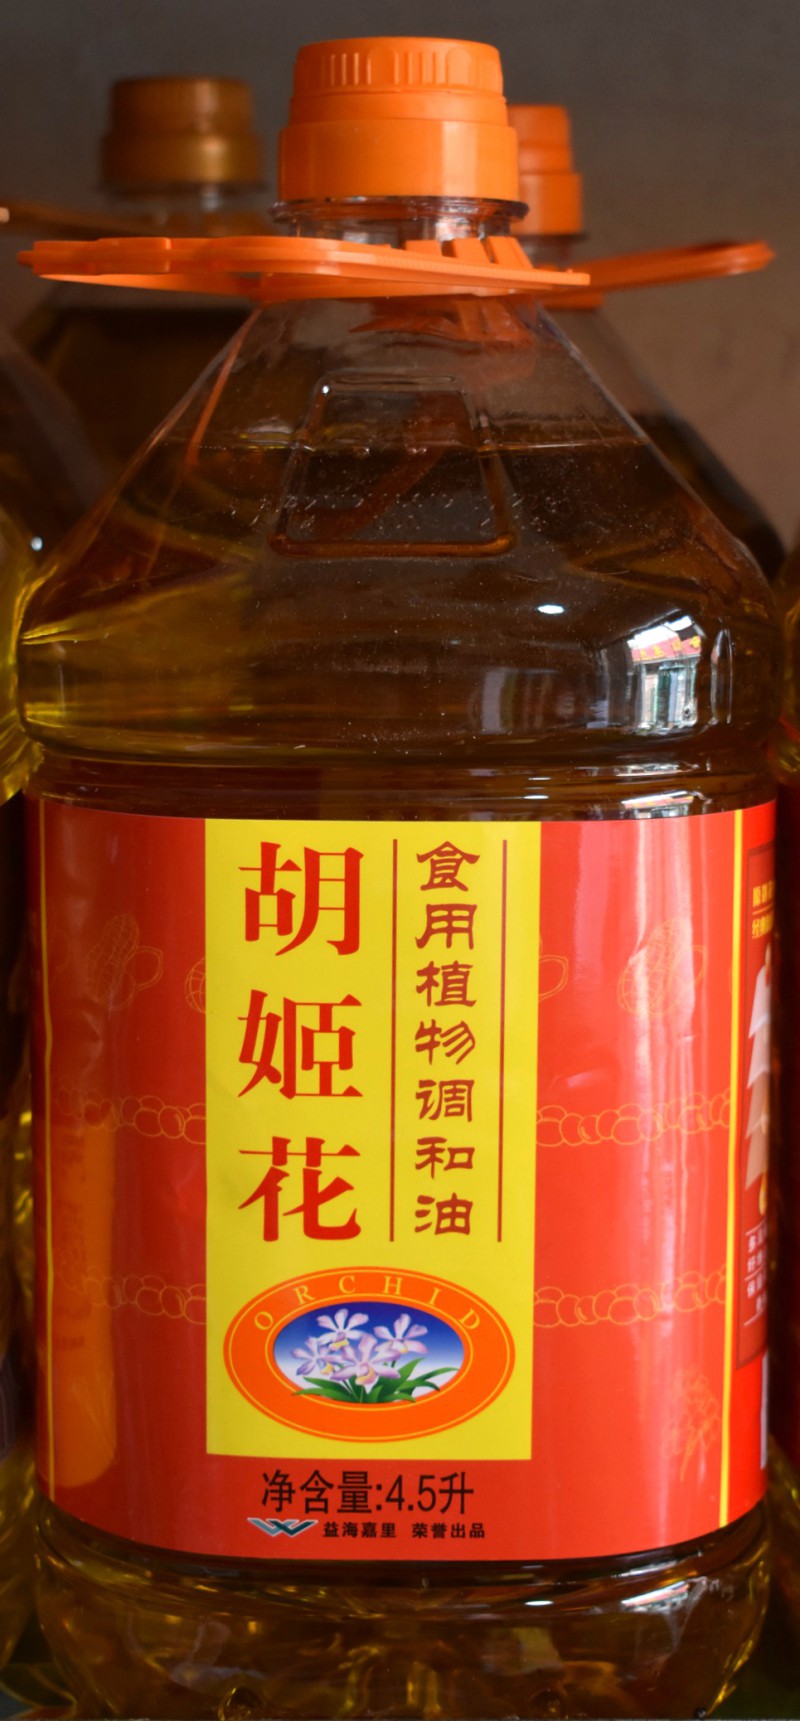 胡姬花
食用植物调和油
ORCHID
净含量:4.5升
益海嘉里 荣誉出品